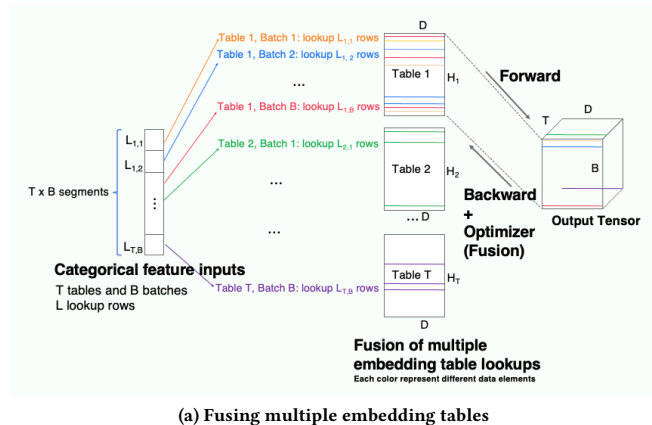 D
Table 1, Batch 1: lookup L1,1 rows
Table 1, Batch 2: lookup L1, 2 rows
...
Table 1, Batch B: lookup L1,B rows
Table 2, Batch 1: lookup L2,1 rows
...
...
Table T, Batch B: lookup LT,B rows
Table 1
H1
Table 2
H2
... D
Table T
HT
D
Forward
Backward
+
Optimizer
(Fusion)
T
D
B
Output Tensor
L1,1
L1,2
⋮
LT,B
T x B segments
Categorical feature inputs
T tables and B batches
L lookup rows
Fusion of multiple
embedding table lookups
Each color represent different data elements
(a) Fusing multiple embedding tables